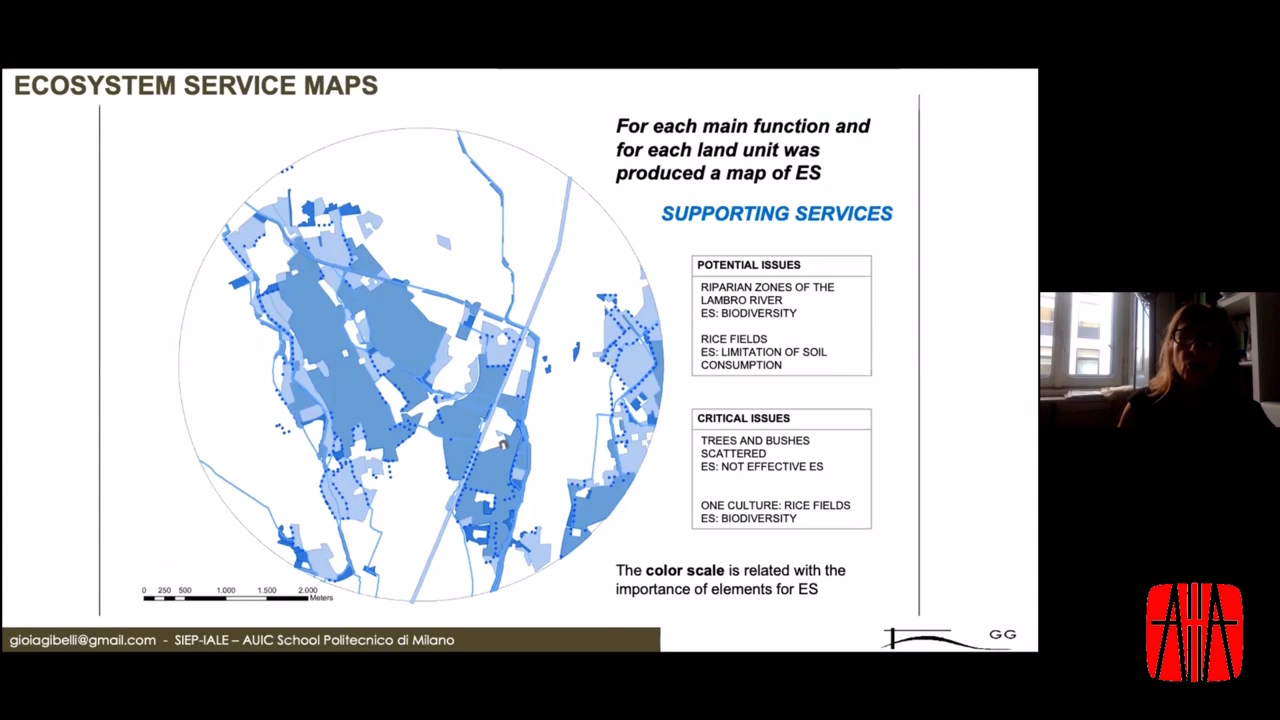 ECOSYSTEM SERVICE MAPS
For each main function and
for each land unit was
produced a map of ES
SUPPORTING SERVICES
POTENTIAL ISSUES
RIPARIAN ZONES OF THE
LAMBRO RIVER
ES: BIODIVERSITY
RICE FIELDS
ES: LIMITATION OF SOIL
CONSUMPTION
CRITICAL ISSUES
TREES AND BUSHES
SCATTERED
ES: NOT EFFECTIVE ES
ONE CULTURE: RICE FIELDS
ES: BIODIVERSITY
The color scale is related with the
importance of elements for ES
0 250 500 1.000 1.500 2.000
Meters
gioiagibelli@gmail.com - SIEP-IALE – AUIC School Politecnico di Milano
GG